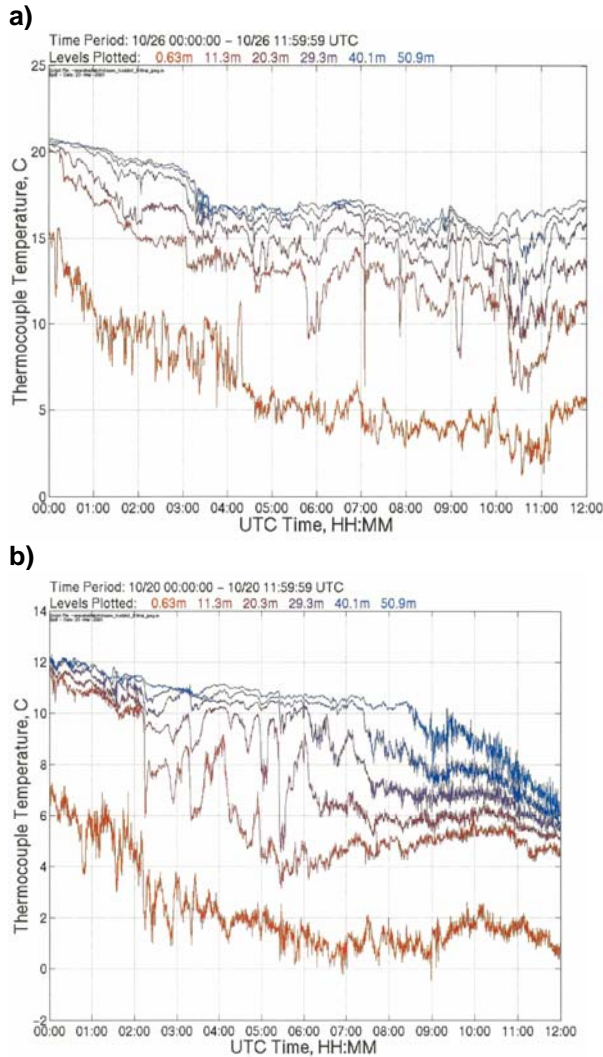 a)
Time Period: 10/26 00:00:00 – 10/26 11:59:59 UTC
Levels Plotted: 0.63m 11.3m 20.3m 29.3m 40.1m 50.9m
25
20
15
10
5
0
Thermocouple Temperature, C
00:00 01:00 02:00 03:00 04:00 05:00 06:00 07:00 08:00 09:00 10:00 11:00 12:00
UTC Time, HH:MM
b)
Time Period: 10/20 00:00:00 – 10/20 11:59:59 UTC
Levels Plotted: 0.63m 11.3m 20.3m 29.3m 40.1m 50.9m
14
12
10
8
6
4
2
0
-2
Thermocouple Temperature, C
00:00 01:00 02:00 03:00 04:00 05:00 06:00 07:00 08:00 09:00 10:00 11:00 12:00
UTC Time, HH:MM